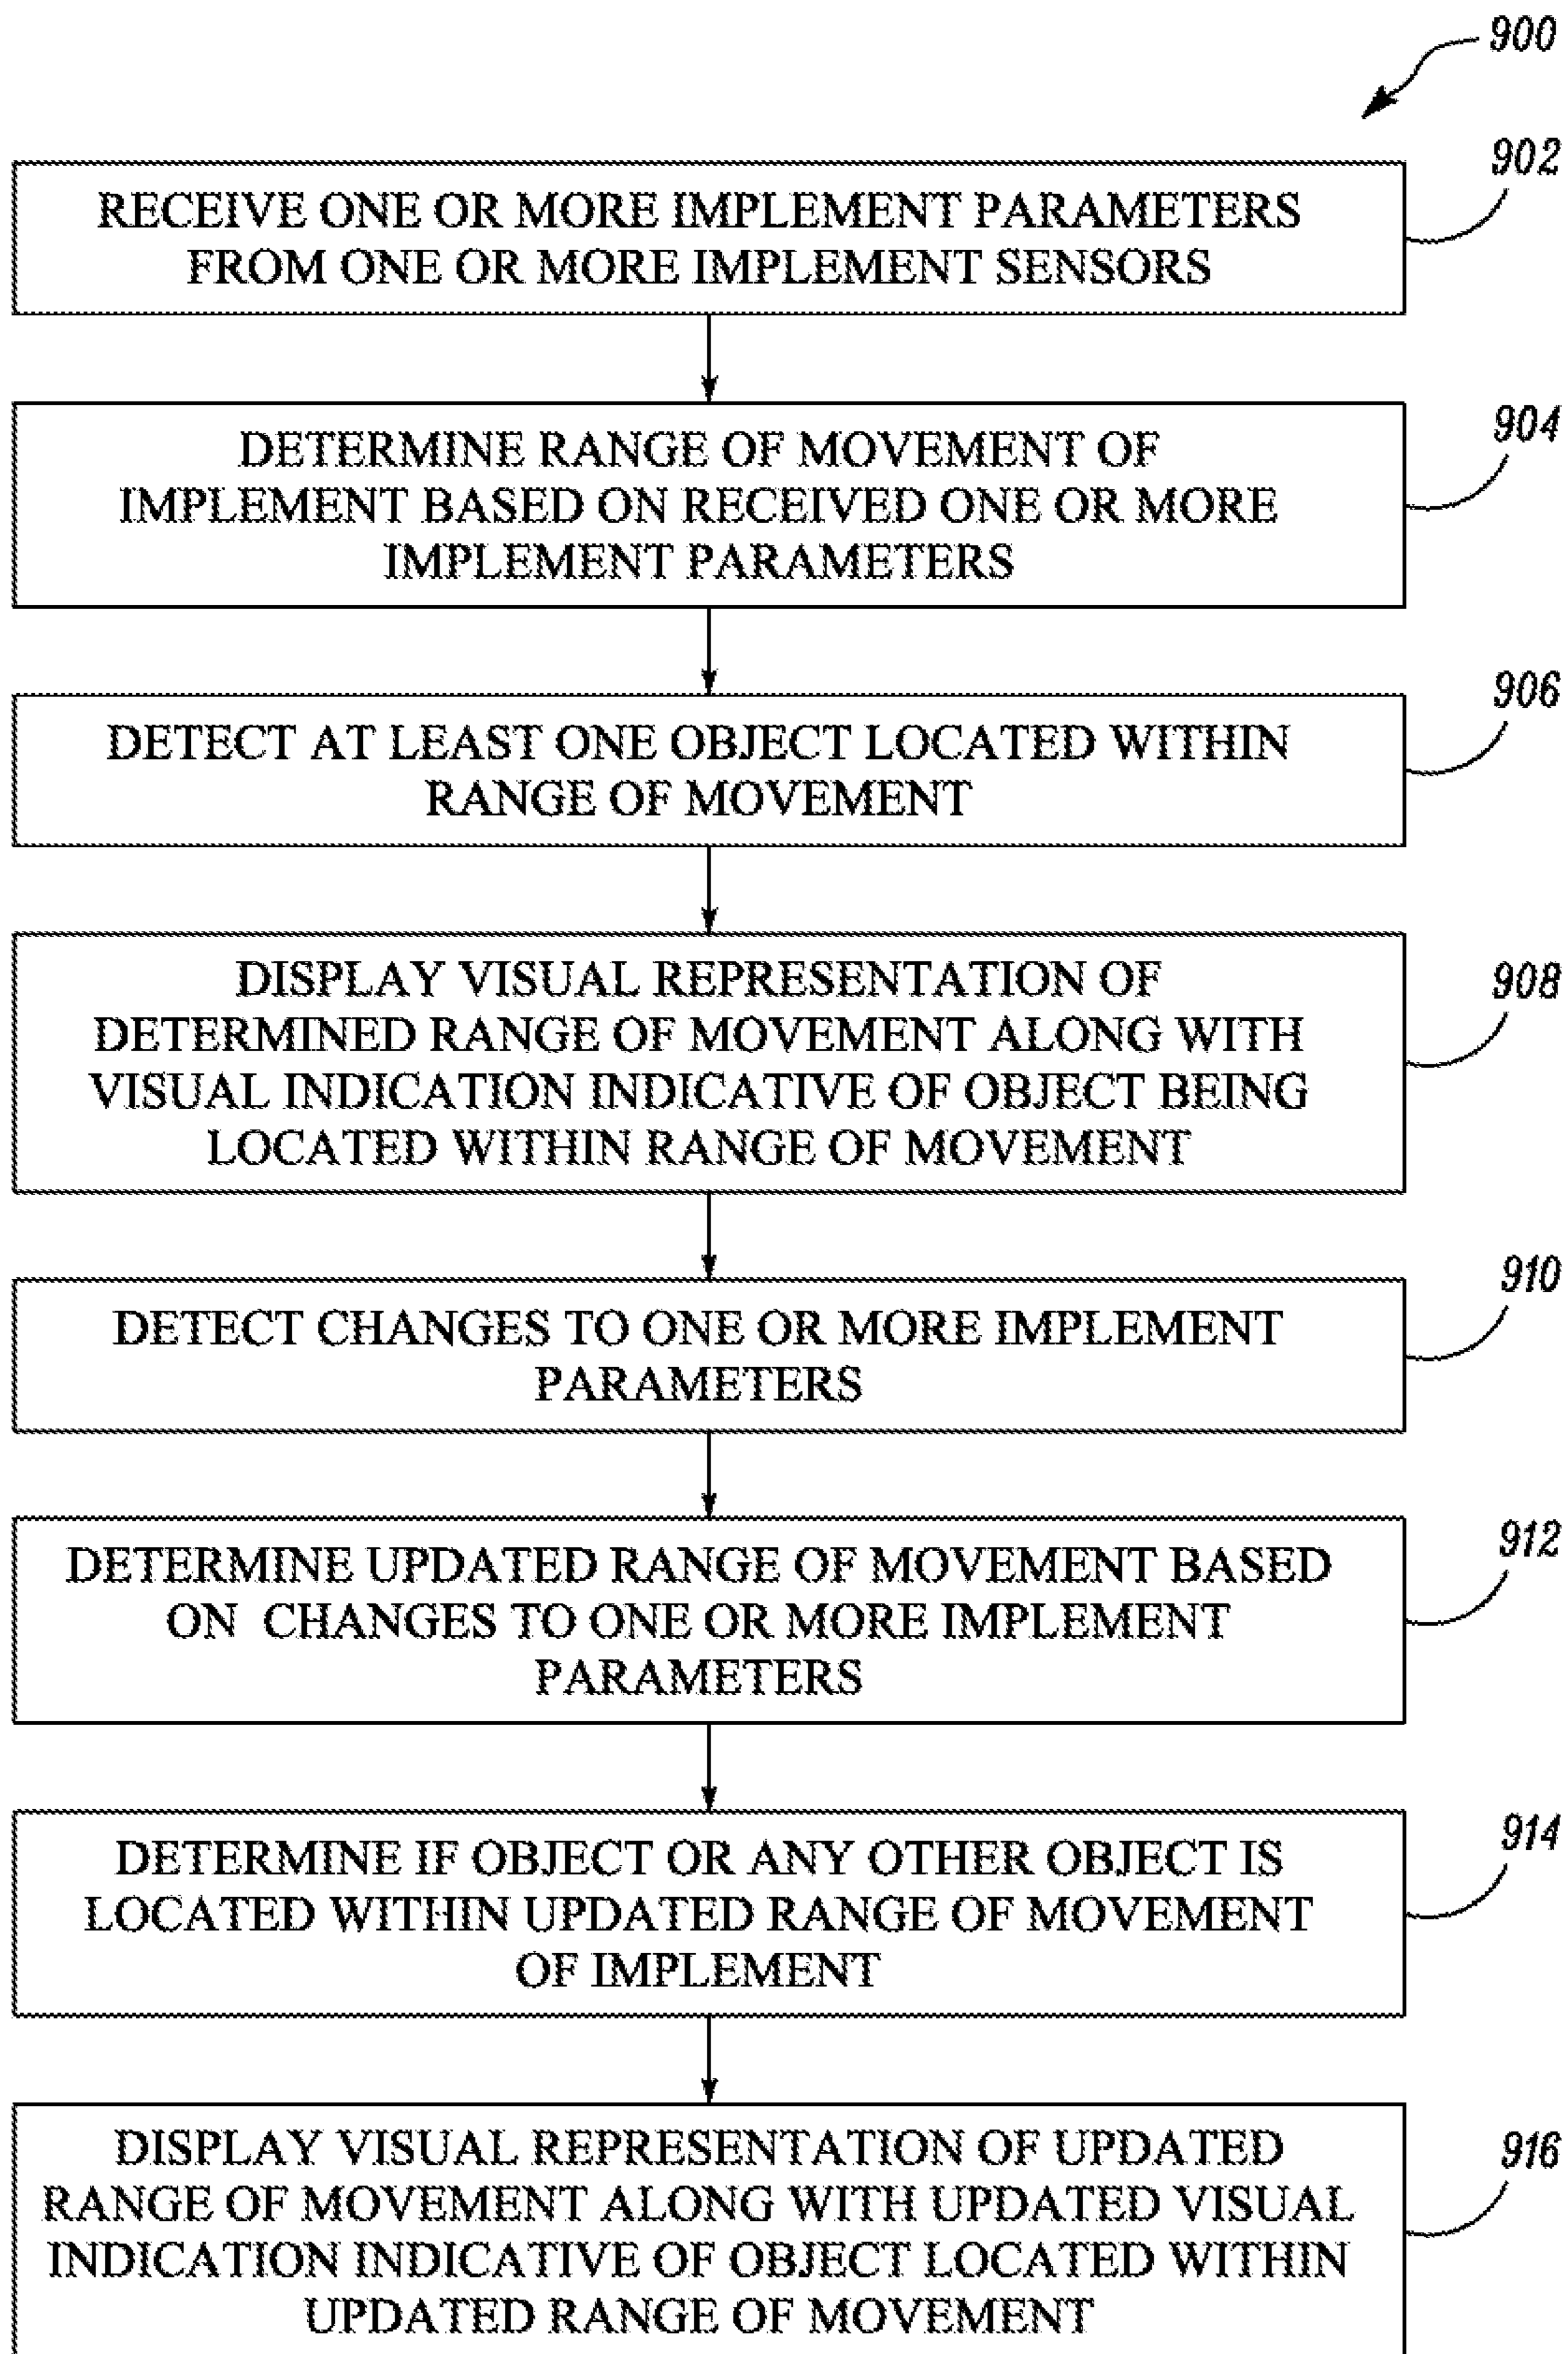 900
902
RECEIVE ONE OR MORE IMPLEMENT PARAMETERS
FROM ONE OR MORE IMPLEMENT SENSORS
904
DETERMINE RANGE OF MOVEMENT OF
IMPLEMENT BASED ON RECEIVED ONE OR MORE
IMPLEMENT PARAMETERS
906
DETECT AT LEAST ONE OBJECT LOCATED WITHIN
RANGE OF MOVEMENT
908
DISPLAY VISUAL REPRESENTATION OF
DETERMINED RANGE OF MOVEMENT ALONG WITH
VISUAL INDICATION INDICATIVE OF OBJECT BEING
LOCATED WITHIN RANGE OF MOVEMENT
910
DETECT CHANGES TO ONE OR MORE IMPLEMENT
PARAMETERS
912
DETERMINE UPDATED RANGE OF MOVEMENT BASED
ON CHANGES TO ONE OR MORE IMPLEMENT
PARAMETERS
914
DETERMINE IF OBJECT OR ANY OTHER OBJECT IS
LOCATED WITHIN UPDATED RANGE OF MOVEMENT
OF IMPLEMENT
916
DISPLAY VISUAL REPRESENTATION OF UPDATED
RANGE OF MOVEMENT ALONG WITH UPDATED VISUAL
INDICATION INDICATIVE OF OBJECT LOCATED WITHIN
UPDATED RANGE OF MOVEMENT